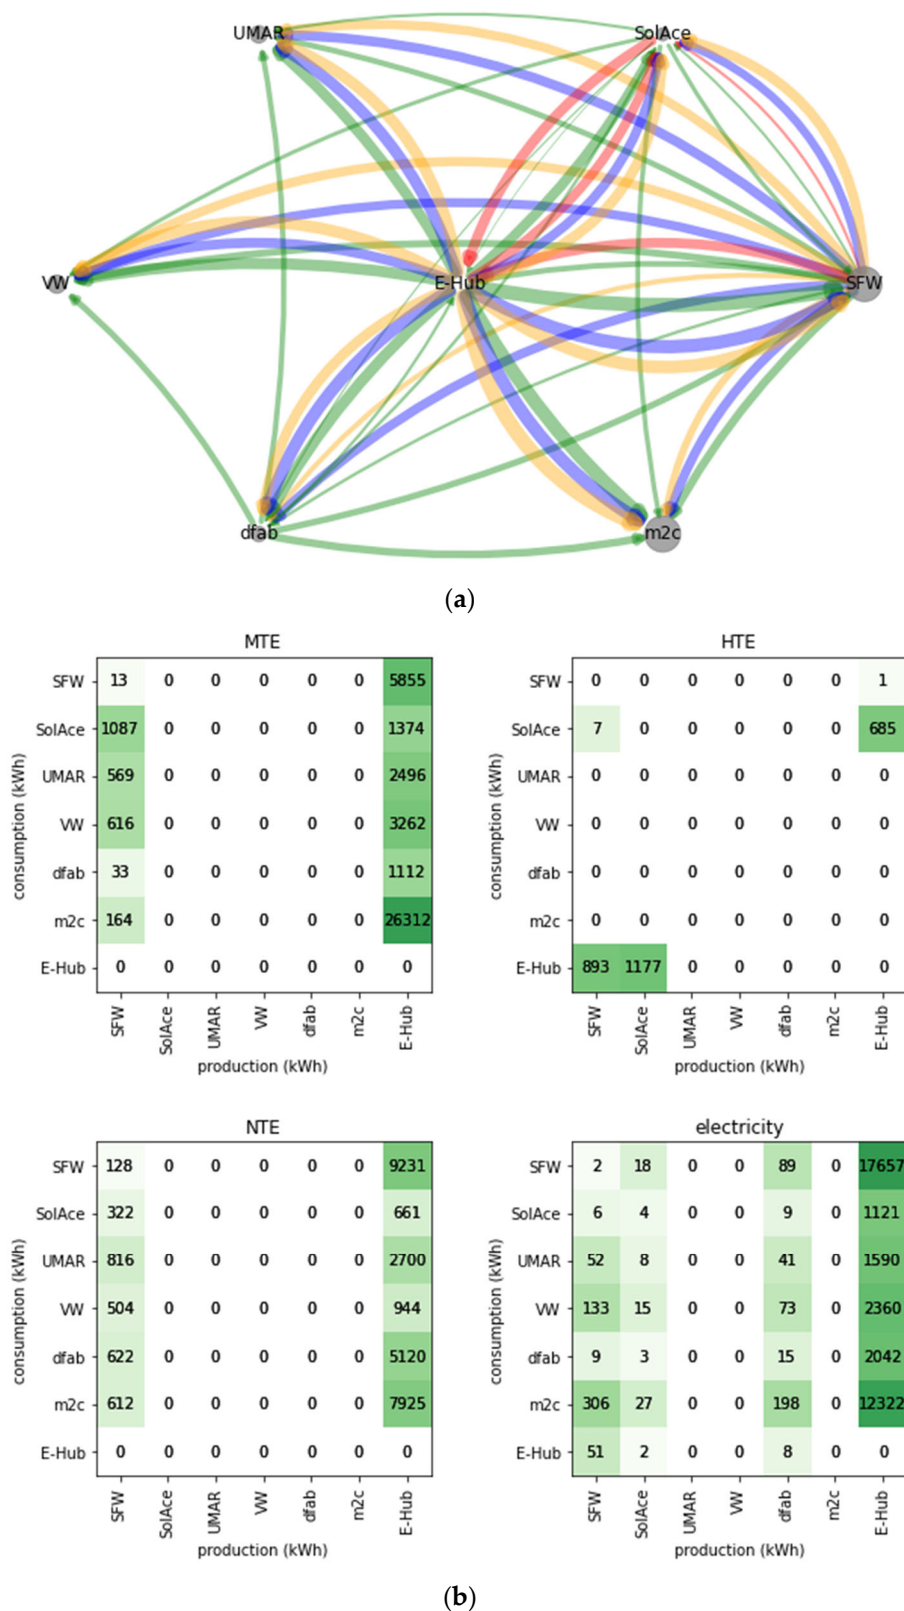 UMAR
SolAce
VW
E-Hub
SFW
dfab
m2c
(a)
MTE
consumption (kWh)
SFW 13 0 0 0 0 0 5855
SolAce 1087 0 0 0 0 0 1374
UMAR 569 0 0 0 0 0 2496
VW 616 0 0 0 0 0 3262
dfab 33 0 0 0 0 0 1112
m2c 164 0 0 0 0 0 26312
E-Hub 0 0 0 0 0 0 0
SFW SolAce UMAR VW dfab m2c E-Hub
production (kWh)
HTE
consumption (kWh)
SFW 0 0 0 0 0 0 1
SolAce 7 0 0 0 0 0 685
UMAR 0 0 0 0 0 0 0
VW 0 0 0 0 0 0 0
dfab 0 0 0 0 0 0 0
m2c 0 0 0 0 0 0 0
E-Hub 893 1177 0 0 0 0 0
SFW SolAce UMAR VW dfab m2c E-Hub
production (kWh)
NTE
consumption (kWh)
SFW 128 0 0 0 0 0 9231
SolAce 322 0 0 0 0 0 661
UMAR 816 0 0 0 0 0 2700
VW 504 0 0 0 0 0 944
dfab 622 0 0 0 0 0 5120
m2c 612 0 0 0 0 0 7925
E-Hub 0 0 0 0 0 0 0
SFW SolAce UMAR VW dfab m2c E-Hub
production (kWh)
electricity
consumption (kWh)
SFW 2 18 0 0 89 0 17657
SolAce 6 4 0 0 9 0 1121
UMAR 52 8 0 0 41 0 1590
VW 133 15 0 0 73 0 2360
dfab 9 3 0 0 15 0 2042
m2c 306 27 0 0 198 0 12322
E-Hub 51 2 0 0 8 0 0
SFW SolAce UMAR VW dfab m2c E-Hub
production (kWh)
(b)